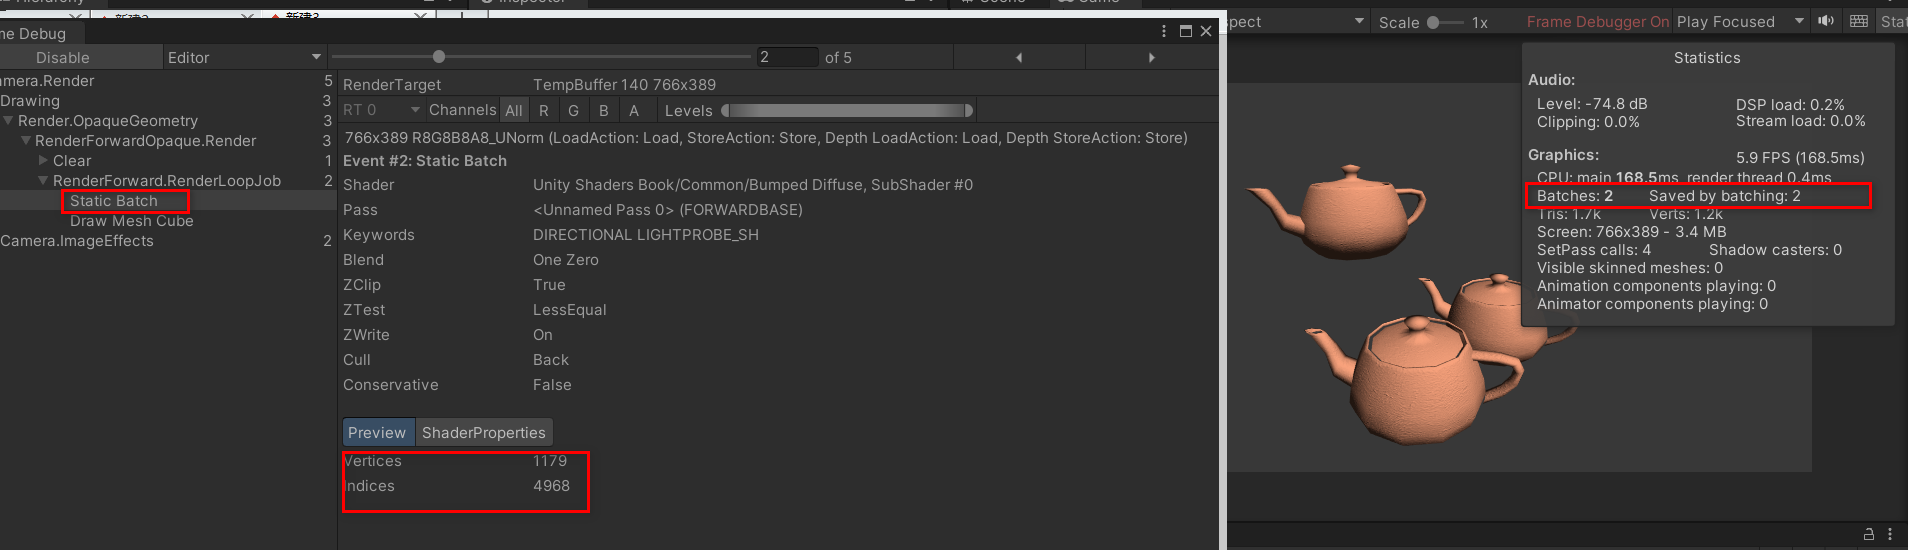 Hierarchy
Inspector
Scene
Game
新建3
me Debug
Disable
Editor
2
of 5
amera.Render 5
Drawing 3
Render.OpaqueGeometry 3
RenderForwardOpaque.Render 3
Clear 1
RenderForward.RenderLoopJob 2
Static Batch
Draw Mesh Cube
Camera.ImageEffects 2
RenderTarget TempBuffer 140 766x389
RT 0 Channels All R G B A Levels
766x389 R8G8B8A8_UNorm (LoadAction: Load, StoreAction: Store, Depth LoadAction: Load, Depth StoreAction: Store)
Event #2: Static Batch
Shader Unity Shaders Book/Common/Bumped Diffuse, SubShader #0
Pass <Unnamed Pass 0> (FORWARDBASE)
Keywords DIRECTIONAL LIGHTPROBE_SH
Blend One Zero
ZClip True
ZTest LessEqual
ZWrite On
Cull Back
Conservative False
Preview ShaderProperties
Vertices 1179
Indices 4968
spect Scale 1x Frame Debugger On Play Focused Stat
Statistics
Audio:
Level: -74.8 dB DSP load: 0.2%
Clipping: 0.0% Stream load: 0.0%
Graphics: 5.9 FPS (168.5ms)
CPU: main 168.5ms render thread 0.4ms
Batches: 2 Saved by batching: 2
Tris: 1.7k Verts: 1.2k
Screen: 766x389 - 3.4 MB
SetPass calls: 4 Shadow casters: 0
Visible skinned meshes: 0
Animation components playing: 0
Animator components playing: 0